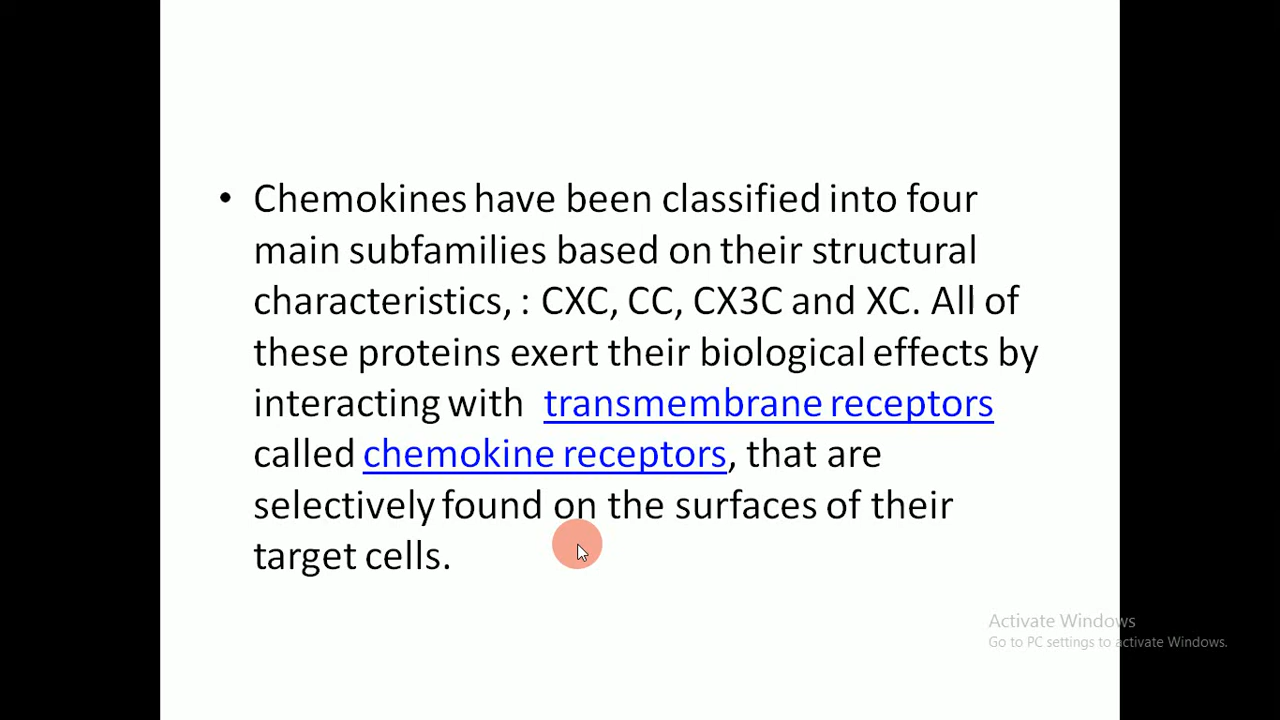 • Chemokines have been classified into four
main subfamilies based on their structural
characteristics, : CXC, CC, CX3C and XC. All of
these proteins exert their biological effects by
interacting with  transmembrane receptors
called chemokine receptors, that are
selectively found on the surfaces of their
target cells.
Activate Windows
Go to PC settings to activate Windows.